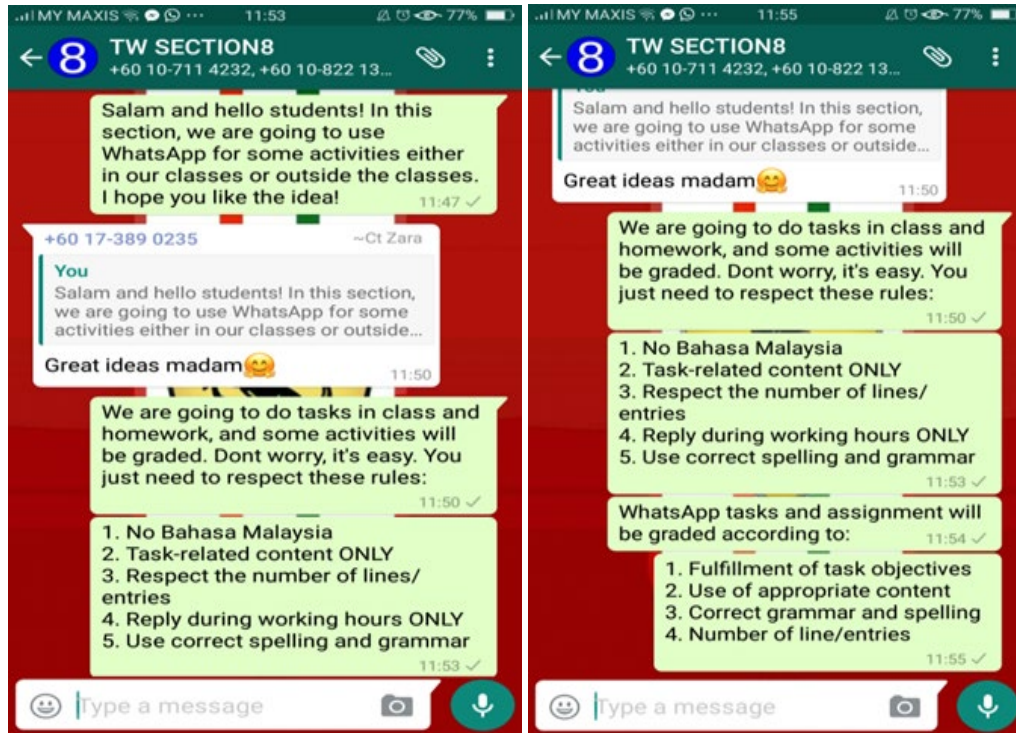 MY MAXIS 11:53 77%
8 TW SECTION8
+60 10-711 4232, +60 10-822 13...
Salam and hello students! In this
section, we are going to use
WhatsApp for some activities either
in our classes or outside the classes.
I hope you like the idea! 11:47
+60 17-389 0235 ~Ct Zara
You
Salam and hello students! In this section,
we are going to use WhatsApp for some
activities either in our classes or outside...
Great ideas madam🤗 11:50
We are going to do tasks in class and
homework, and some activities will
be graded. Dont worry, it's easy. You
just need to respect these rules:
11:50
1. No Bahasa Malaysia
2. Task-related content ONLY
3. Respect the number of lines/
entries
4. Reply during working hours ONLY
5. Use correct spelling and grammar
11:53
Type a message
MY MAXIS 11:55 77%
8 TW SECTION8
+60 10-711 4232, +60 10-822 13...
You
Salam and hello students! In this section,
we are going to use WhatsApp for some
activities either in our classes or outside...
Great ideas madam🤗 11:50
We are going to do tasks in class and
homework, and some activities will
be graded. Dont worry, it's easy. You
just need to respect these rules:
11:50
1. No Bahasa Malaysia
2. Task-related content ONLY
3. Respect the number of lines/
entries
4. Reply during working hours ONLY
5. Use correct spelling and grammar
11:53
WhatsApp tasks and assignment will
be graded according to: 11:54
1. Fulfillment of task objectives
2. Use of appropriate content
3. Correct grammar and spelling
4. Number of line/entries
11:55
Type a message